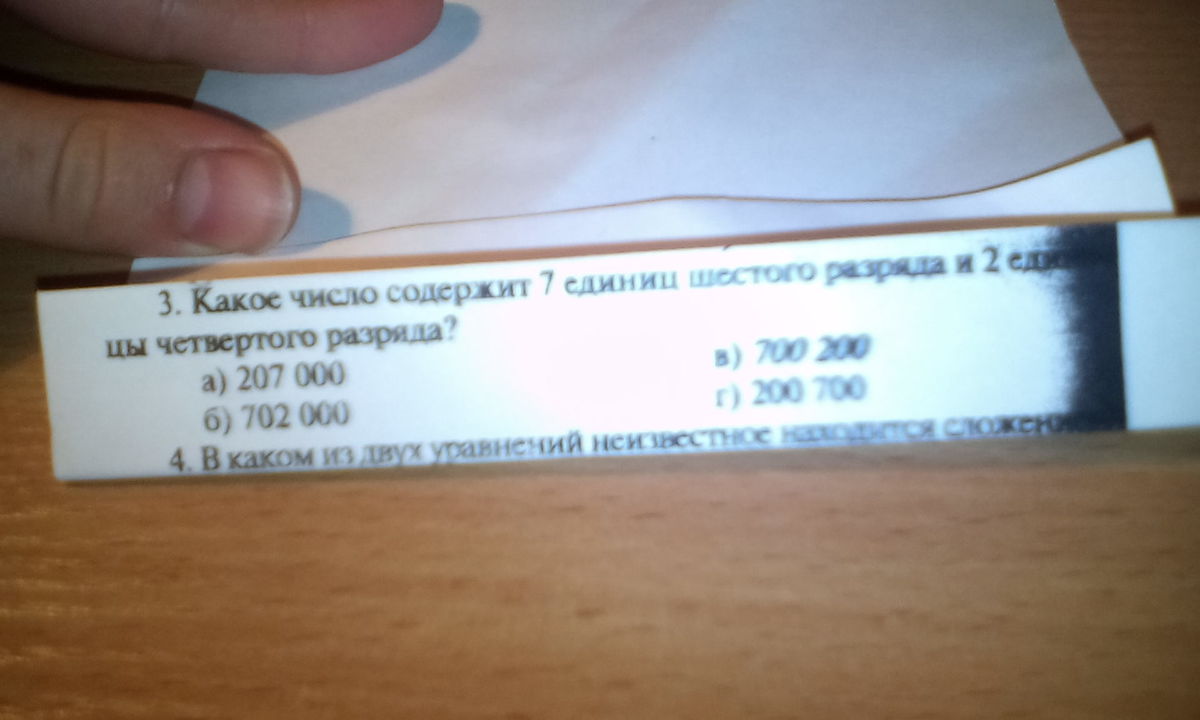 3. Какое число содержит 7 единиц шестого разряда и 2 еди
цы четвертого разряда?
а) 207 000
в) 700 200
б) 702 000
г) 200 700
4. В каком из двух уравнений неизвестное находится сложени